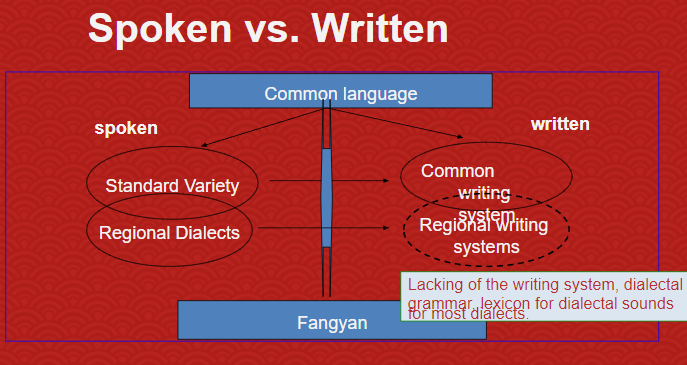 Spoken vs. Written
Common language
spoken
written
Standard Variety
Regional Dialects
Common
writing
system
Regional writing
systems
Lacking of the writing system, dialectal
grammar, lexicon for dialectal sounds
for most dialects.
Fangyan